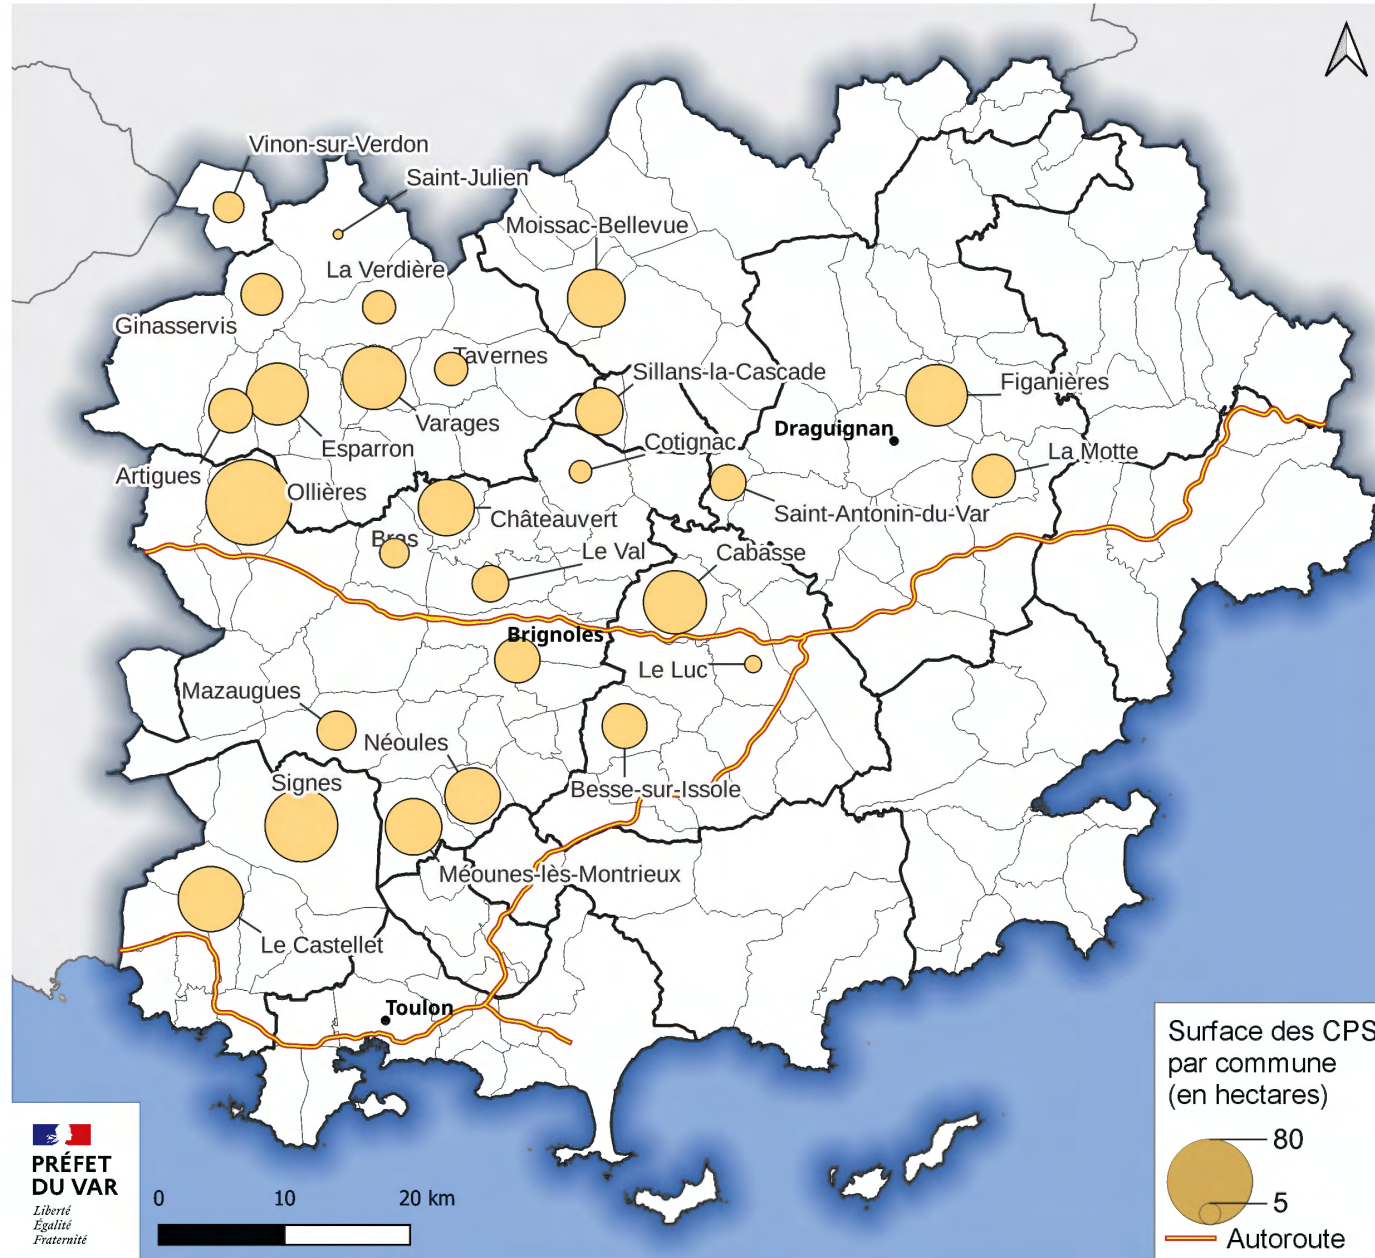 Vinon-sur-Verdon
Saint-Julien
Moissac-Bellevue
La Verdière
Ginasservis
Tavernes
Sillans-la-Cascade
Figanières
Varages
Draguignan
Cotignac
Esparron
La Motte
Artigues
Ollières
Châteauvert
Saint-Antonin-du-Var
Bras
Le Val
Cabasse
Brignoles
Le Luc
Mazaugues
Néoules
Signes
Besse-sur-Issole
Méounes-lès-Montrieux
Le Castellet
Toulon
Surface des CPS
par commune
(en hectares)
80
5
Autoroute
PRÉFET
DU VAR
Liberté
Égalité
Fraternité
0 10 20 km